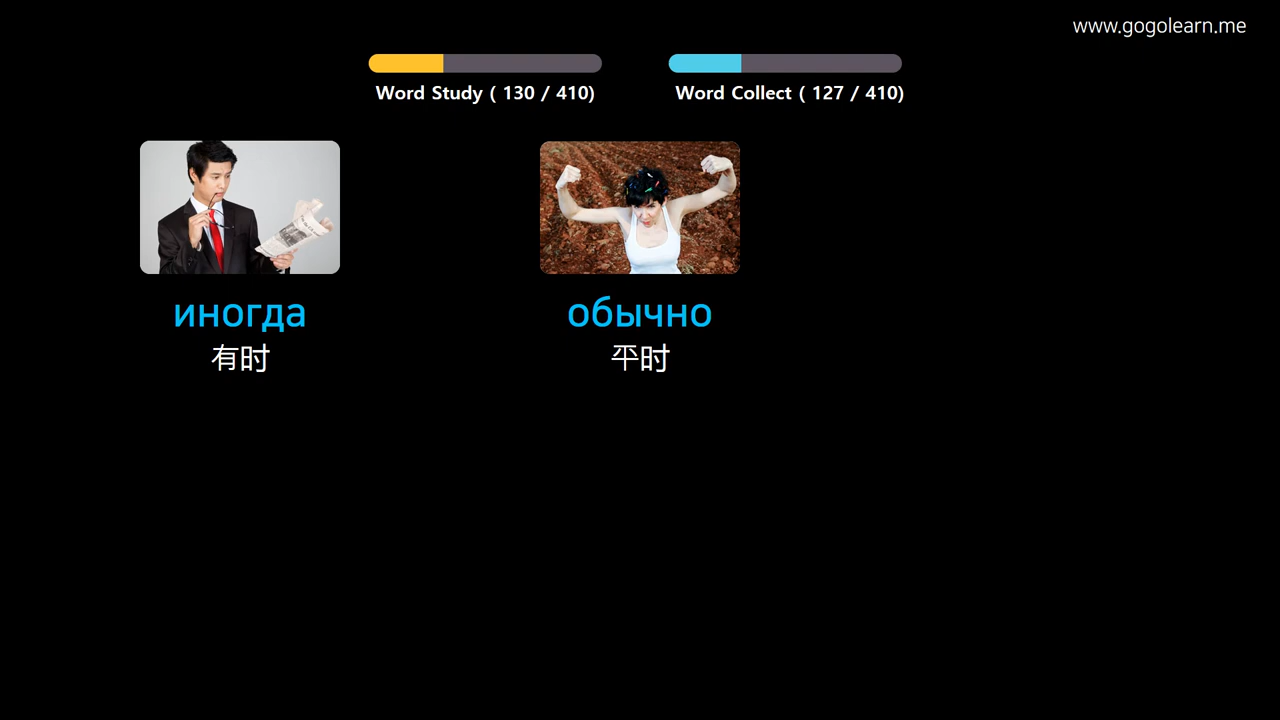 www.gogolearn.me
Word Study ( 130 / 410)
Word Collect ( 127 / 410)
иногда
有时
обычно
平时